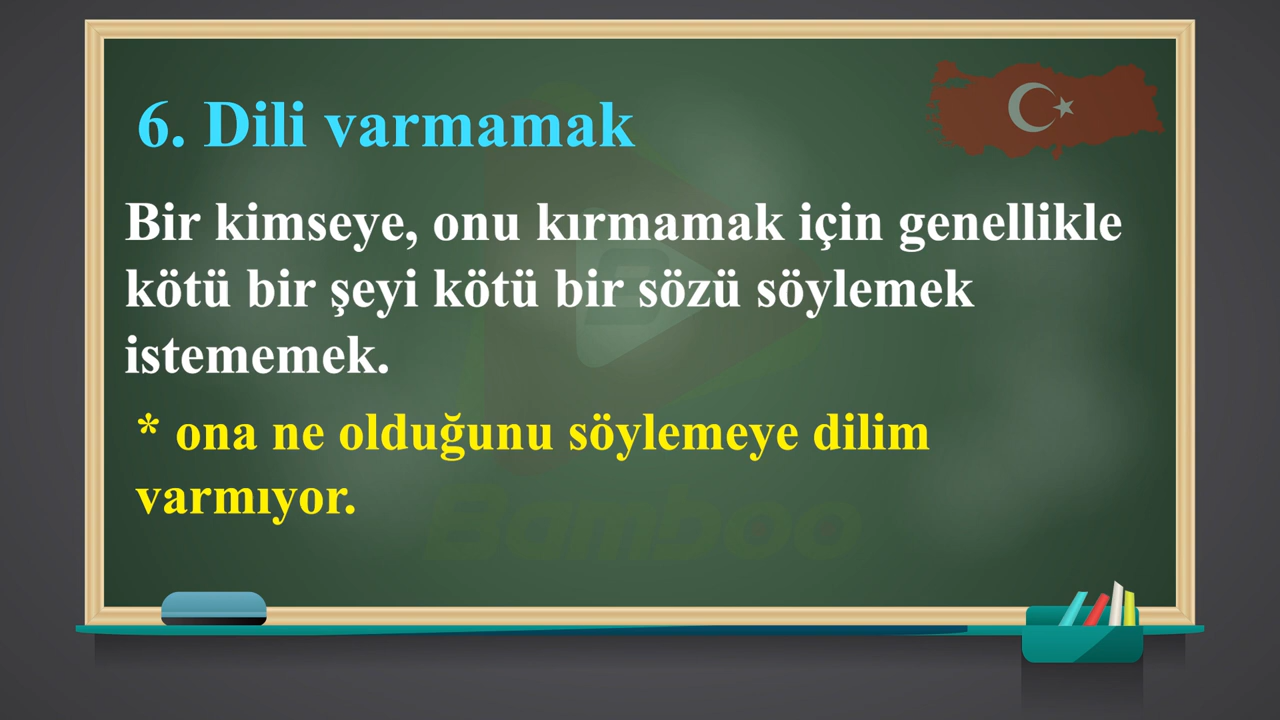 6. Dili varmamak
Bir kimseye, onu kırmamak için genellikle
kötü bir şeyi kötü bir sözü söylemek
istememek.
* ona ne olduğunu söylemeye dilim
varmıyor.
Bamboo